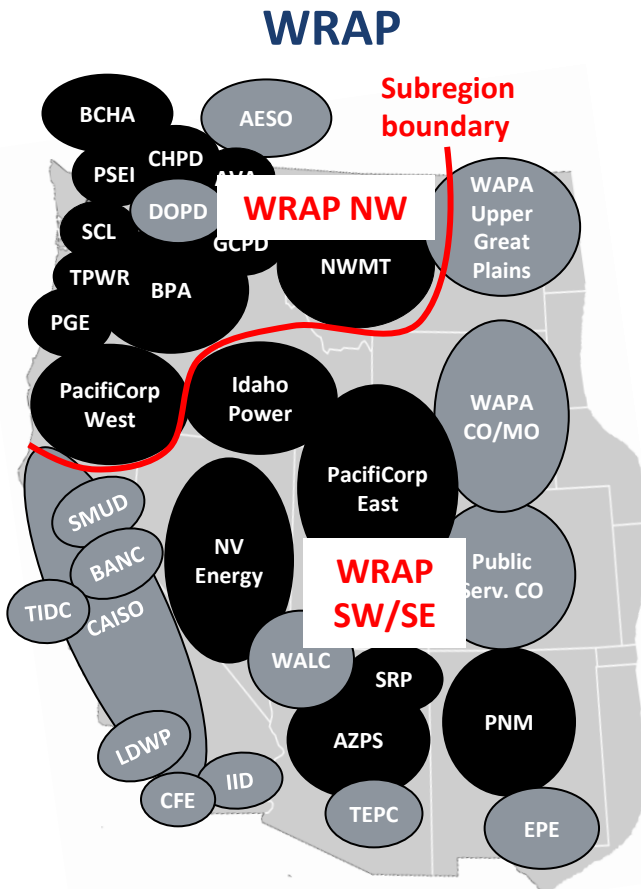 WRAP
Subregion
boundary
BCHA
AESO
CHPD
PSEI
AVA
WAPA
Upper
Great
Plains
DOPD
WRAP NW
SCL
GCPD
NWMT
TPWR
BPA
PGE
PacifiCorp
West
Idaho
Power
WAPA
CO/MO
PacifiCorp
East
SMUD
NV
Energy
BANC
WRAP
SW/SE
Public
Serv. CO
TIDC
CAISO
WALC
SRP
PNM
AZPS
LDWP
IID
CFE
TEPC
EPE